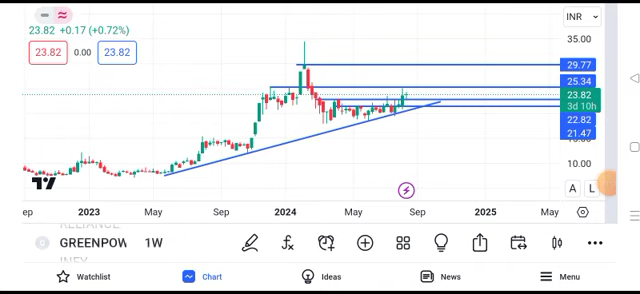 23.82 +0.17 (+0.72%)
INR
23.82 0.00 23.82
35.00
29.77
25.34
23.82
3d 10h
22.82
21.47
10.00
A L
2023 May Sep 2024 May Sep 2025 May
RELIANCE
GREENPOW 1W
Watchlist
Chart
Ideas
News
Menu